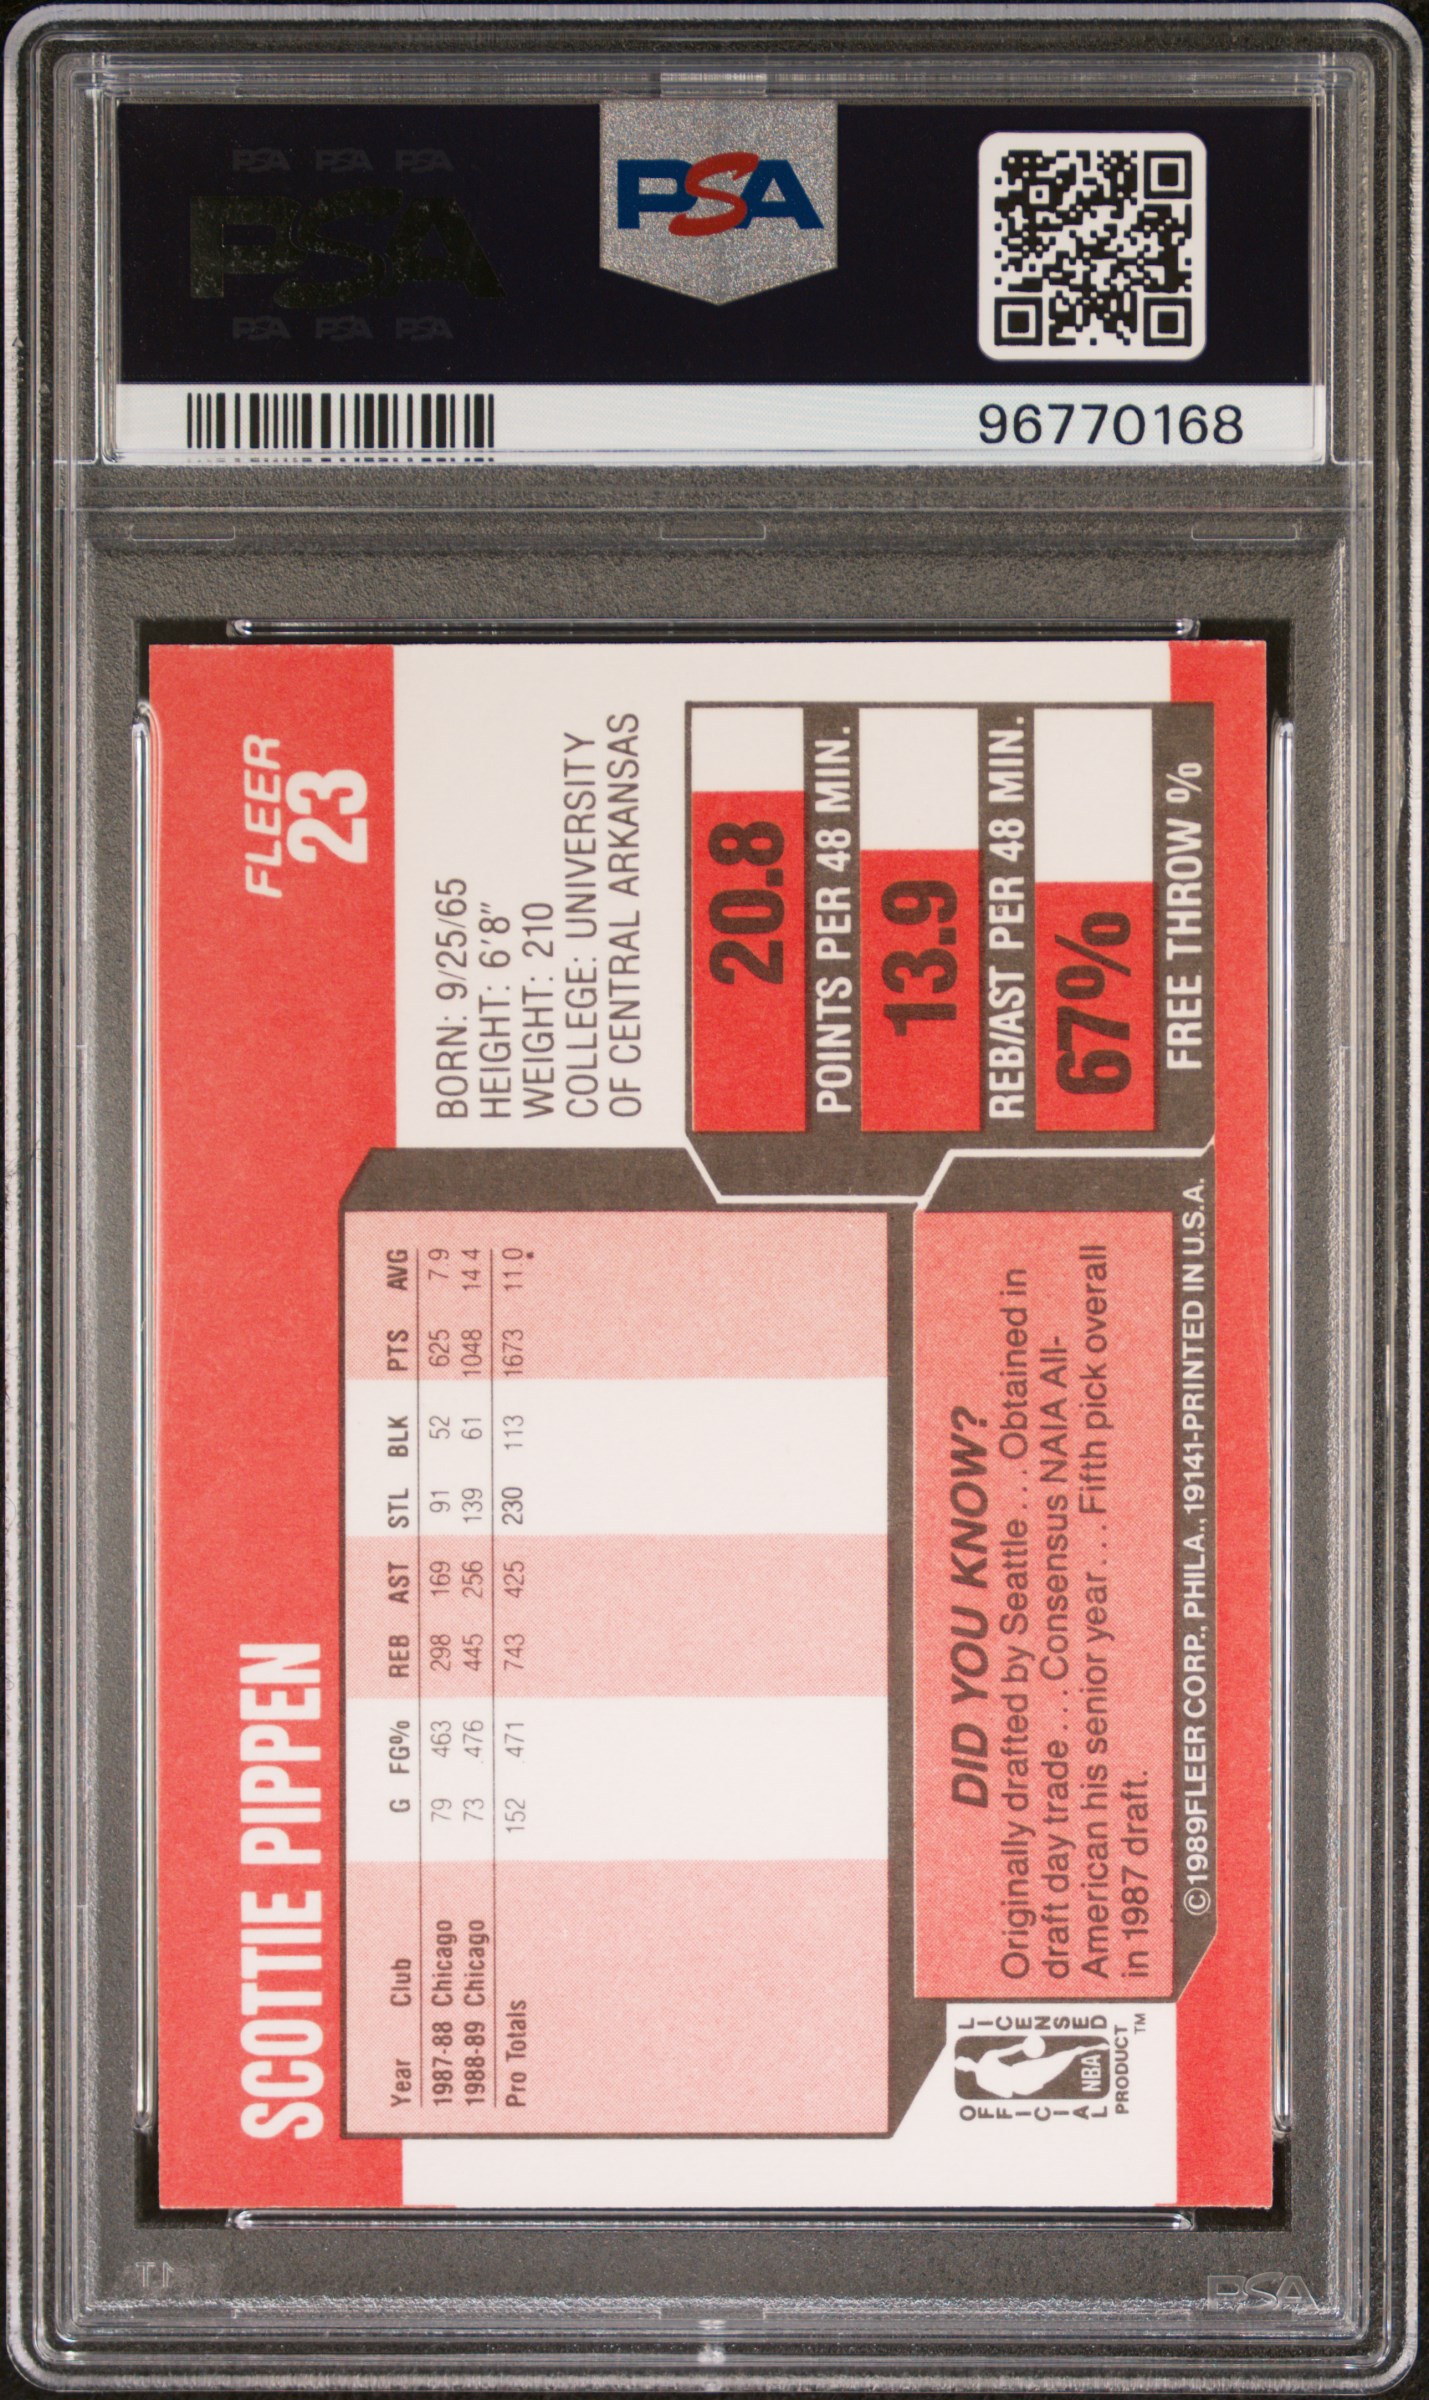 PSA PSA PSA
PSA
PSA PSA PSA
PSA
96770168
FLEER
23
SCOTTIE PIPPEN
BORN: 9/25/65
HEIGHT: 6'8"
WEIGHT: 210
COLLEGE: UNIVERSITY
OF CENTRAL ARKANSAS
Year Club G FG% REB AST STL BLK PTS AVG
1987-88 Chicago 79 .463 298 169 91 52 625 7.9
1988-89 Chicago 73 .476 445 256 139 61 1048 14.4
Pro Totals 152 .471 743 425 230 113 1673 11.0
20.8
POINTS PER 48 MIN.
13.9
REB/AST PER 48 MIN.
67%
FREE THROW %
DID YOU KNOW?
Originally drafted by Seattle . . . Obtained in
draft day trade . . . Consensus NAIA All-
American his senior year . . . Fifth pick overall
in 1987 draft.
OFFICIAL LICENSED
NBA
PRODUCT ™
©1989 FLEER CORP., PHILA., 19141-PRINTED IN U.S.A.
1T
PSA